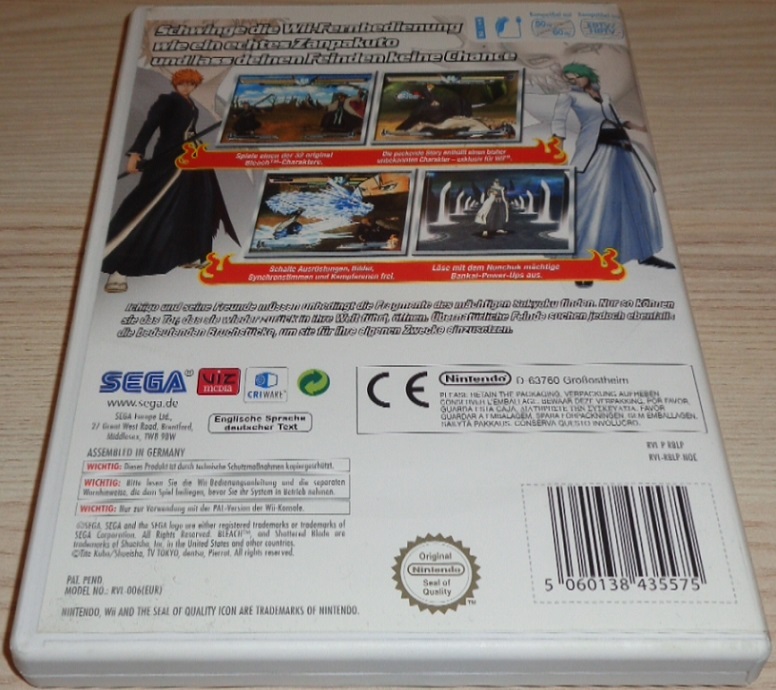 Schwinge die Wii-Fernbedienung
wie ein echtes Zanpakuto
und lass deinen Feinden keine Chance
Spiele einen der 32 original
Bleach™-Charaktere.
Die packende Story enthält einen bisher
unbekannten Charakter – exklusiv für Wii™.
Schalte Ausrüstungen, Bilder,
Synchronstimmen und Kampfarenen frei.
Löse mit dem Nunchuk mächtige
Bankai-Power-Ups aus.
Ichigo und seine Freunde müssen unbedingt die Fragmente des mächtigen Sukyoku finden. Nur so können
sie das Tor, das sie wieder zurück in ihre Welt führt, öffnen. Übernatürliche Feinde suchen jedoch ebenfalls
die bedeutenden Bruchstücke, um sie für ihre eigenen Zwecke einzusetzen.
SEGA®
VIZ
media
CRIWARE™
www.sega.de
SEGA Europe Ltd.,
27 Great West Road, Brentford,
Middlesex, TW8 9BW
Englische Sprache
deutscher Text
CE
Nintendo D-63760 Großostheim
PLEASE RETAIN THE PACKAGING. VERPACKUNG AUFHEBEN.
CONSERVER L'EMBALLAGE. BEWAAR DEZE VERPAKKING. POR FAVOR,
GUARDA ESTA CAJA. FAVOR
GUARDAR A EMBALAGEM. SPARA FÖRPACKNINGEN. GEM EMBALLAGEN.
SÄILYTÄ PAKKAUS. CONSERVA QUESTO INVOLUCRO.
RVL P RBLP
RVL-RBLP-NOE
ASSEMBLED IN GERMANY
WICHTIG: Dieses Produkt ist durch technische Schutzmaßnahmen kopiergeschützt.
WICHTIG: Bitte lesen Sie die Wii-Bedienungsanleitung und die separaten
Warnhinweise, die dem Spiel beiliegen, bevor Sie Ihr System in Betrieb nehmen.
WICHTIG: Nur zur Verwendung mit der PAL-Version der Wii-Konsole.
©SEGA. SEGA and the SEGA logo are either registered trademarks or trademarks of
SEGA Corporation. All Rights Reserved. BLEACH™, and Shattered Blade are
trademarks of Shueisha, Inc. in the United States and other countries.
©Tite Kubo/Shueisha, TV TOKYO, dentsu, Pierrot. All rights reserved.
PAT. PEND.
MODEL NO.: RVL-006(EUR)
NINTENDO, Wii AND THE SEAL OF QUALITY ICON ARE TRADEMARKS OF NINTENDO.
Original
Nintendo
Seal of
Quality
TM
5 060138 435575